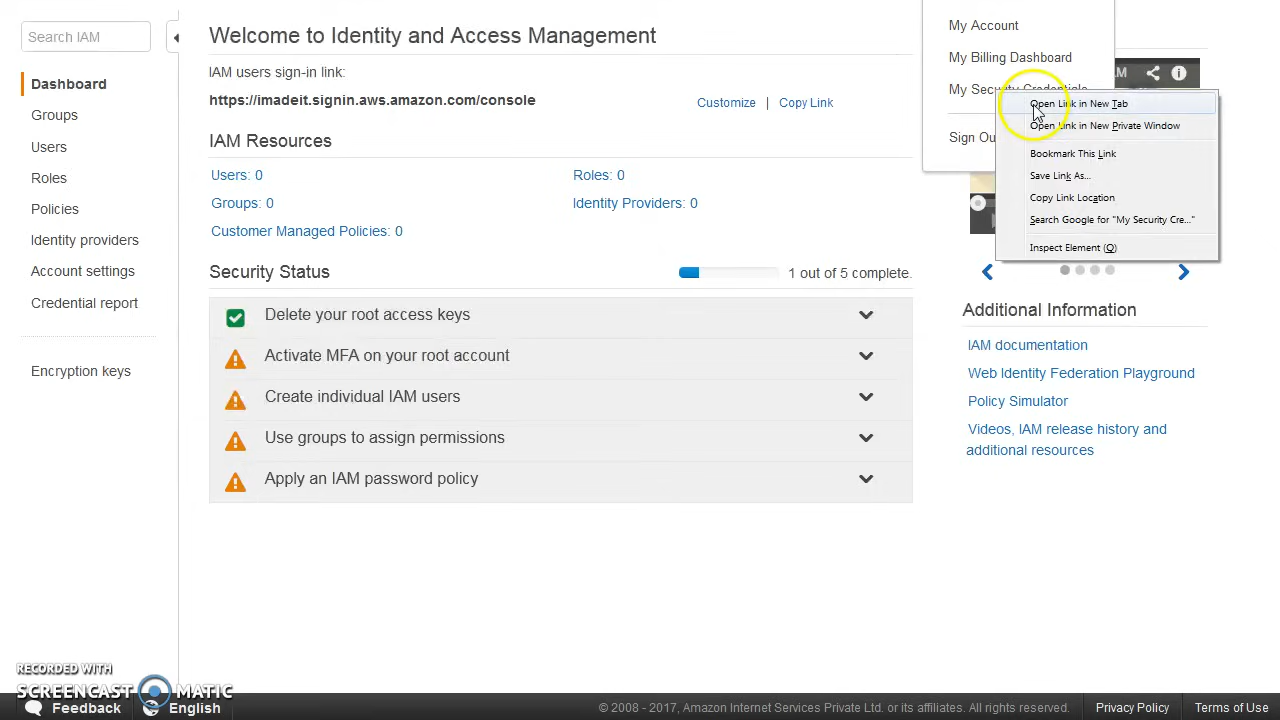 Search IAM
Dashboard
Groups
Users
Roles
Policies
Identity providers
Account settings
Credential report
Encryption keys
Welcome to Identity and Access Management
IAM users sign-in link:
https://imadeit.signin.aws.amazon.com/console
Customize | Copy Link
IAM Resources
Users: 0
Roles: 0
Groups: 0
Identity Providers: 0
Customer Managed Policies: 0
Security Status
1 out of 5 complete.
Delete your root access keys
Activate MFA on your root account
Create individual IAM users
Use groups to assign permissions
Apply an IAM password policy
My Account
My Billing Dashboard
My Security Credentials
Sign Ou
Open Link in New Tab
Open Link in New Private Window
Bookmark This Link
Save Link As...
Copy Link Location
Search Google for "My Security Cre..."
Inspect Element (Q)
Additional Information
IAM documentation
Web Identity Federation Playground
Policy Simulator
Videos, IAM release history and
additional resources
RECORDED WITH
SCREENCAST MATIC
Feedback
English
© 2008 - 2017, Amazon Internet Services Private Ltd. or its affiliates. All rights reserved.
Privacy Policy
Terms of Use